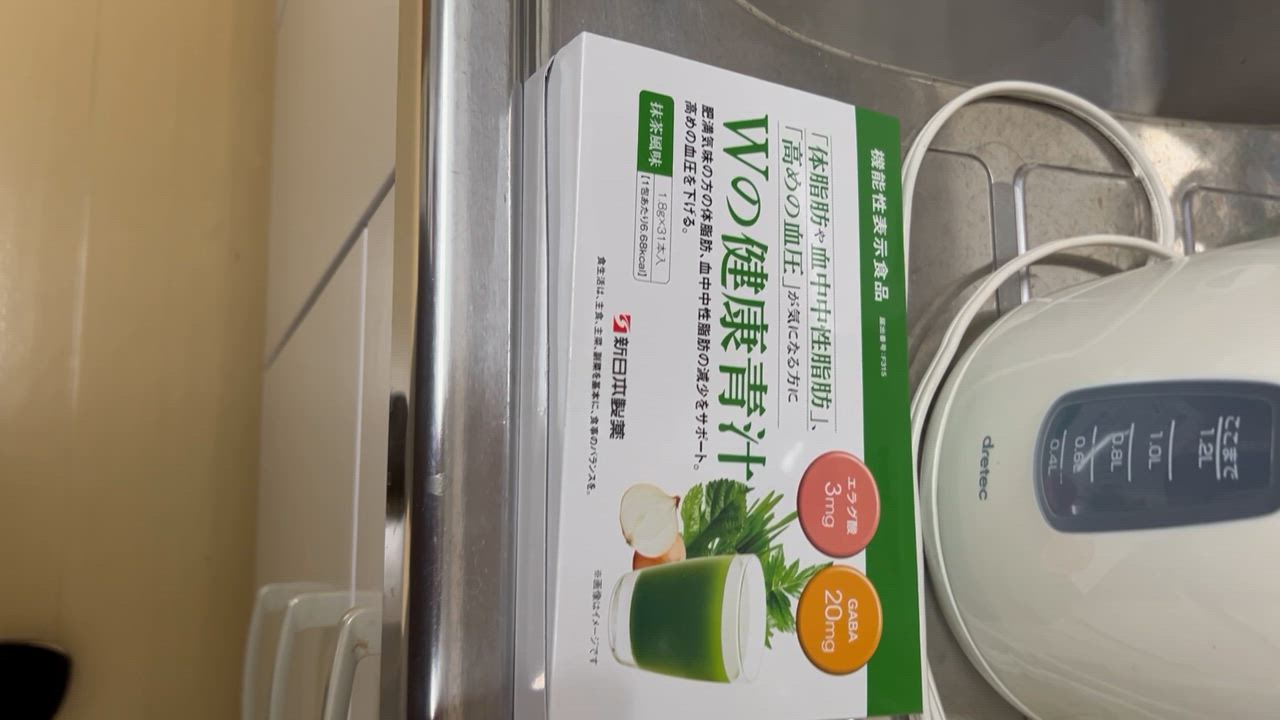 機能性表示食品 届出番号:F315
「体脂肪や血中中性脂肪」、
「高めの血圧」が気になる方に
Wの健康青汁
肥満気味の方の体脂肪、血中中性脂肪の減少をサポート。
高めの血圧を下げる。
抹茶風味
1.8g×31本入
【1包あたり6.68kcal】
エラグ酸
3mg
GABA
20mg
新日本製薬
食生活は、主食、主菜、副菜を基本に、食事のバランスを。
※画像はイメージです
ここまで
1.2L
1.0L
0.8L
0.6L
0.4L
dretec